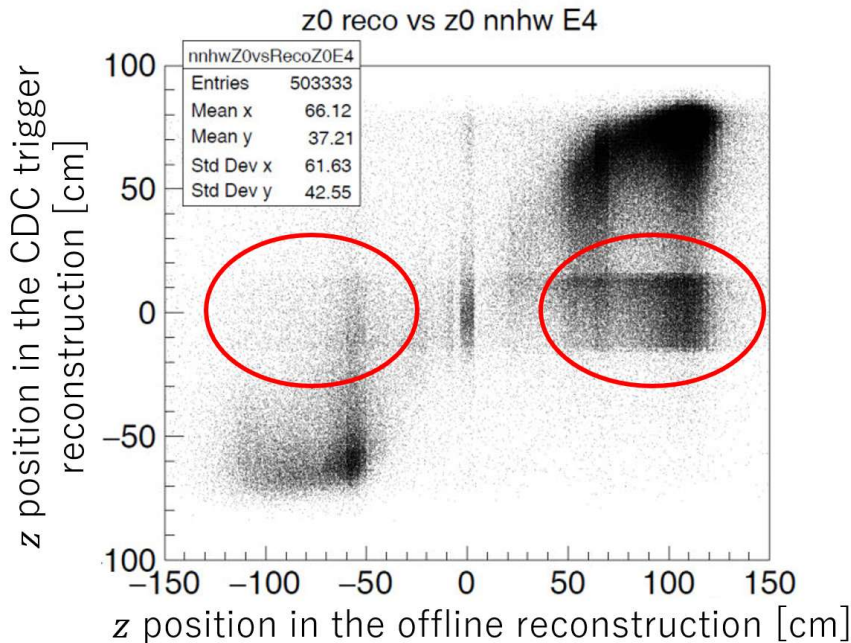 z0 reco vs z0 nnhw E4
nnhwZ0vsRecoZ0E4
Entries 503333
Mean x 66.12
Mean y 37.21
Std Dev x 61.63
Std Dev y 42.55
z position in the CDC trigger
reconstruction [cm]
100
50
0
−50
−100
−150 −100 −50 0 50 100 150
z position in the offline reconstruction [cm]